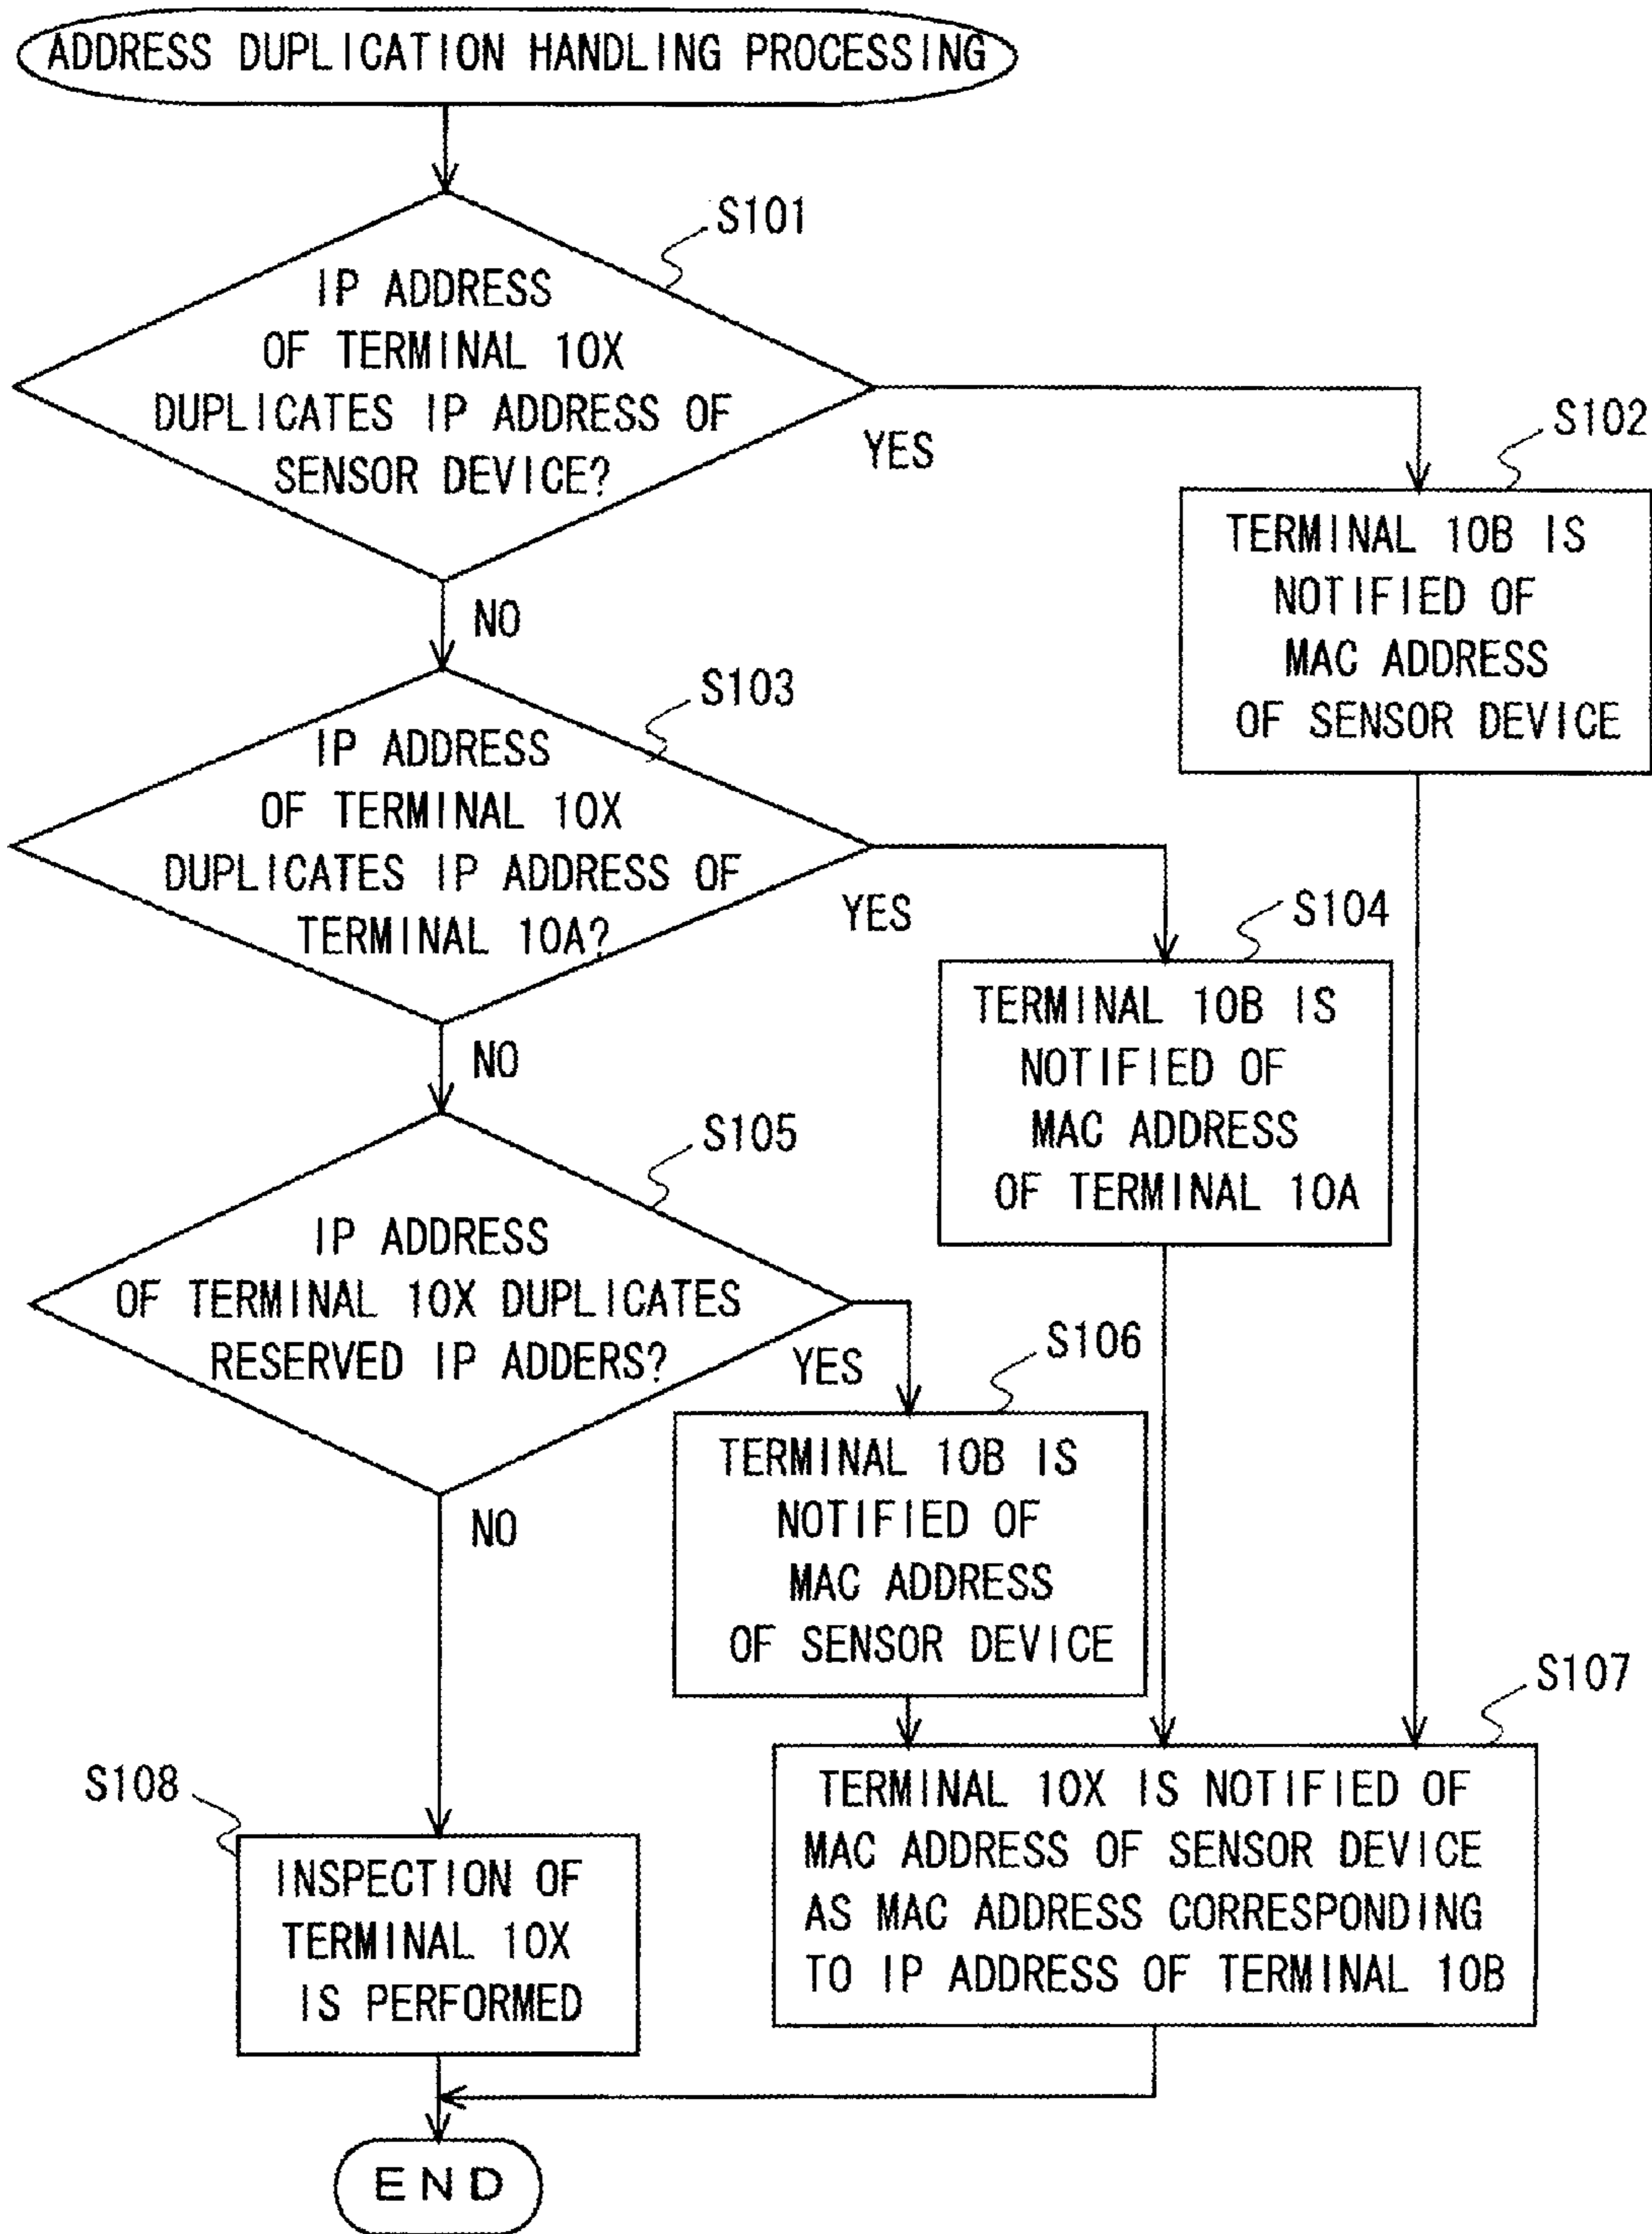 ADDRESS DUPLICATION HANDLING PROCESSING
S101
IP ADDRESS
OF TERMINAL 10X
DUPLICATES IP ADDRESS OF
SENSOR DEVICE?
YES
NO
S102
TERMINAL 10B IS
NOTIFIED OF
MAC ADDRESS
OF SENSOR DEVICE
S103
IP ADDRESS
OF TERMINAL 10X
DUPLICATES IP ADDRESS OF
TERMINAL 10A?
YES
NO
S104
TERMINAL 10B IS
NOTIFIED OF
MAC ADDRESS
OF TERMINAL 10A
S105
IP ADDRESS
OF TERMINAL 10X DUPLICATES
RESERVED IP ADDERS?
YES
NO
S106
TERMINAL 10B IS
NOTIFIED OF
MAC ADDRESS
OF SENSOR DEVICE
S107
TERMINAL 10X IS NOTIFIED OF
MAC ADDRESS OF SENSOR DEVICE
AS MAC ADDRESS CORRESPONDING
TO IP ADDRESS OF TERMINAL 10B
S108
INSPECTION OF
TERMINAL 10X
IS PERFORMED
END